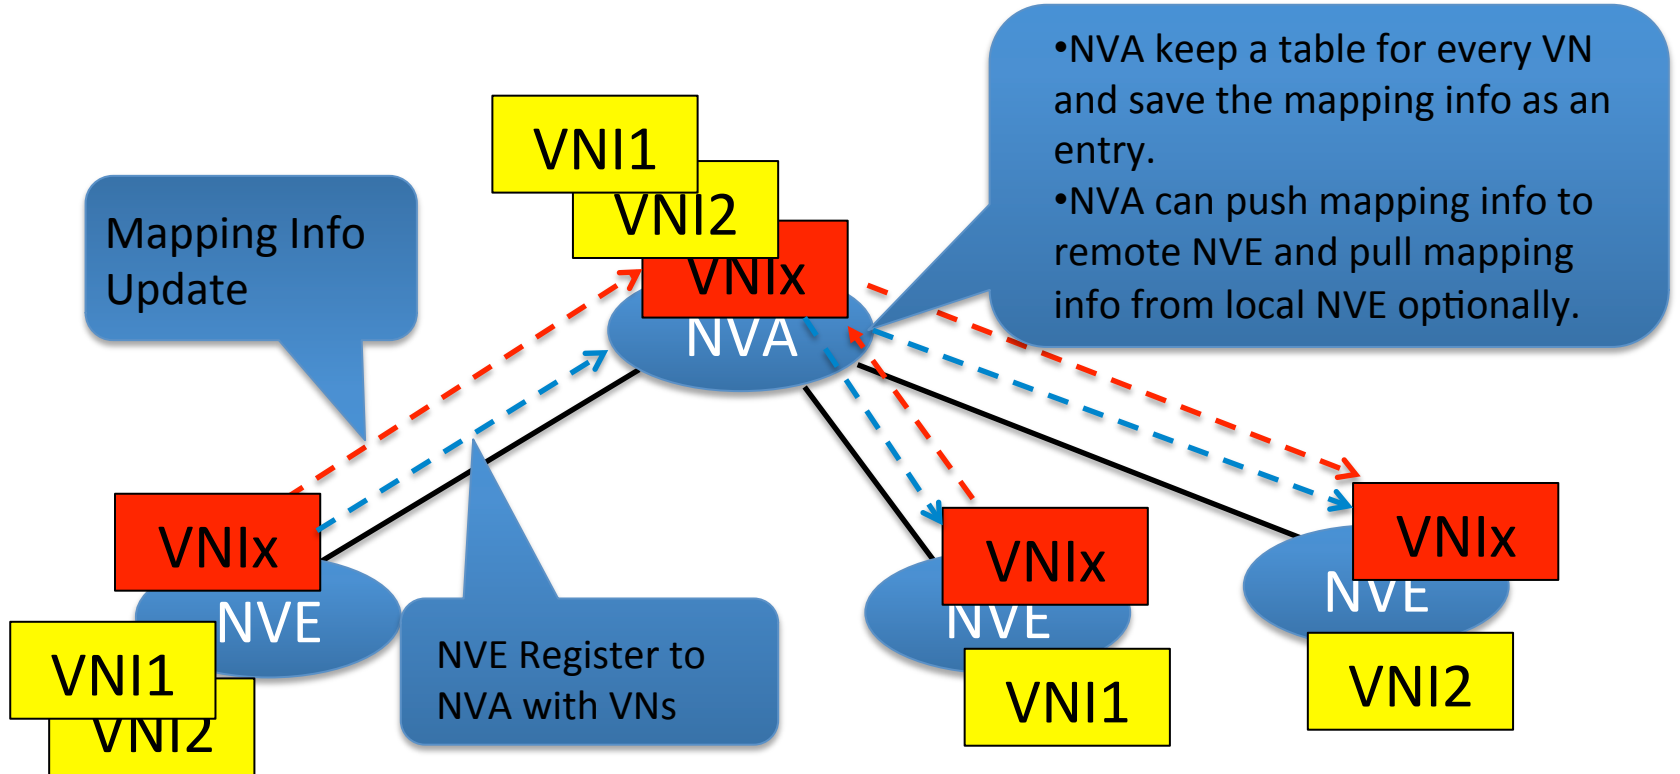 •NVA keep a table for every VN
and save the mapping info as an
entry.
•NVA can push mapping info to
remote NVE and pull mapping
info from local NVE optionally.
VNI1
VNI2
VNIx
NVA
Mapping Info
Update
VNIx
NVE
VNI1
VNI2
NVE Register to
NVA with VNs
VNIx
NVE
VNI1
VNIx
NVE
VNI2